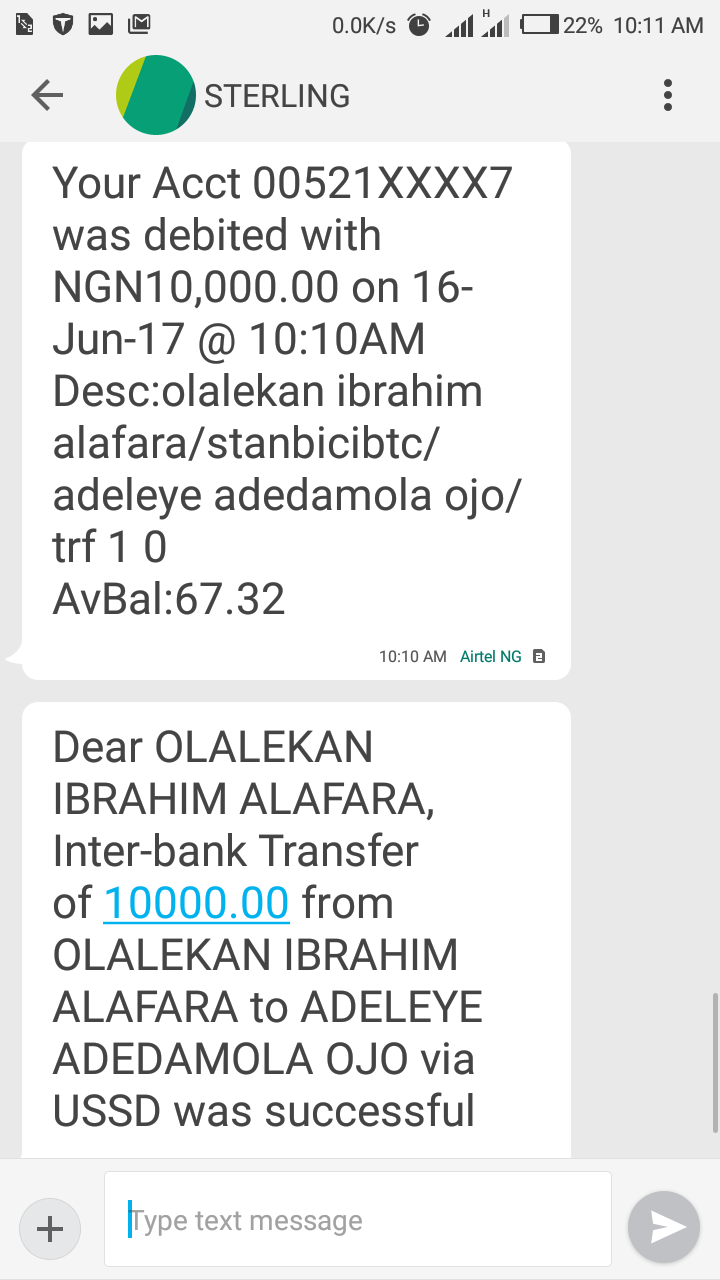 0.0K/s H 22% 10:11 AM
STERLING
Your Acct 00521XXXX7
was debited with
NGN10,000.00 on 16-
Jun-17 @ 10:10AM
Desc:olalekan ibrahim
alafara/stanbicibtc/
adeleye adedamola ojo/
trf 1 0
AvBal:67.32
10:10 AM Airtel NG 2
Dear OLALEKAN
IBRAHIM ALAFARA,
Inter-bank Transfer
of 10000.00 from
OLALEKAN IBRAHIM
ALAFARA to ADELEYE
ADEDAMOLA OJO via
USSD was successful
Type text message